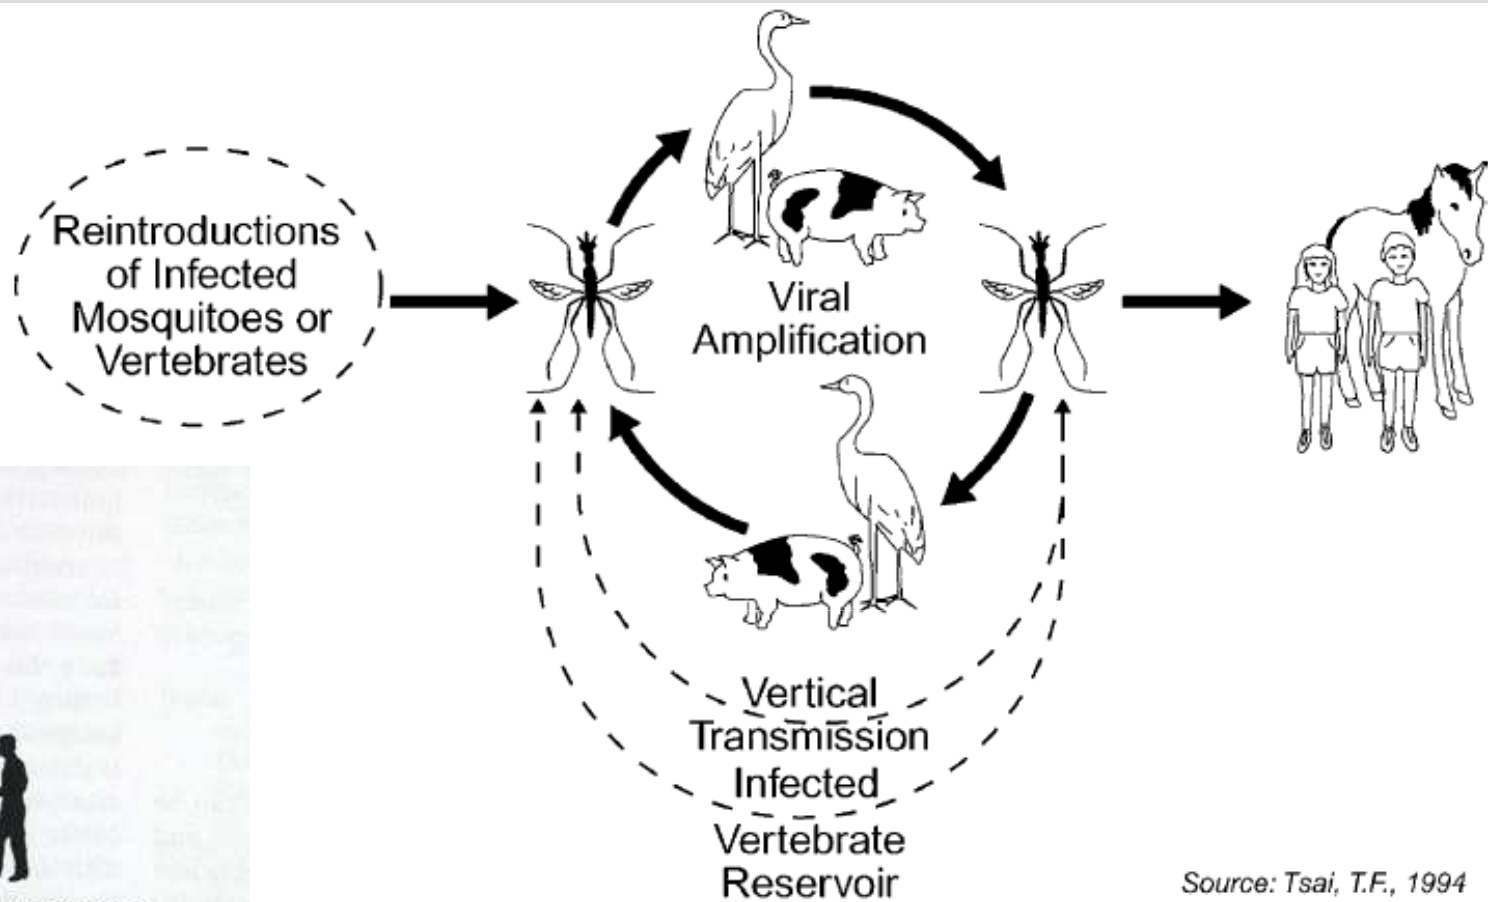 Reintroductions
of Infected
Mosquitoes or
Vertebrates
Viral
Amplification
Vertical
Transmission
Infected
Vertebrate
Reservoir
Source: Tsai, T.F., 1994